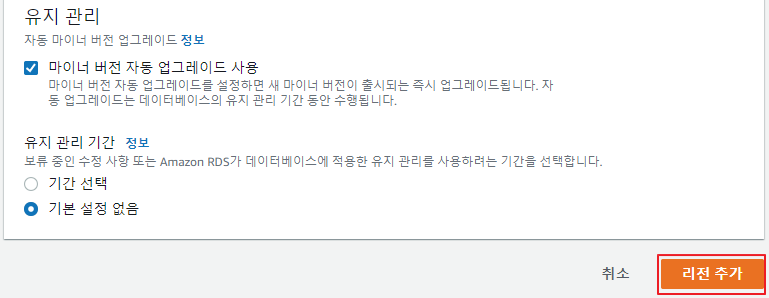 유지 관리
자동 마이너 버전 업그레이드 정보
마이너 버전 자동 업그레이드 사용
마이너 버전 자동 업그레이드를 설정하면 새 마이너 버전이 출시되는 즉시 업그레이드됩니다. 자
동 업그레이드는 데이터베이스의 유지 관리 기간 동안 수행됩니다.
유지 관리 기간 정보
보류 중인 수정 사항 또는 Amazon RDS가 데이터베이스에 적용한 유지 관리를 사용하려는 기간을 선택합니다.
기간 선택
기본 설정 없음
취소 리전 추가